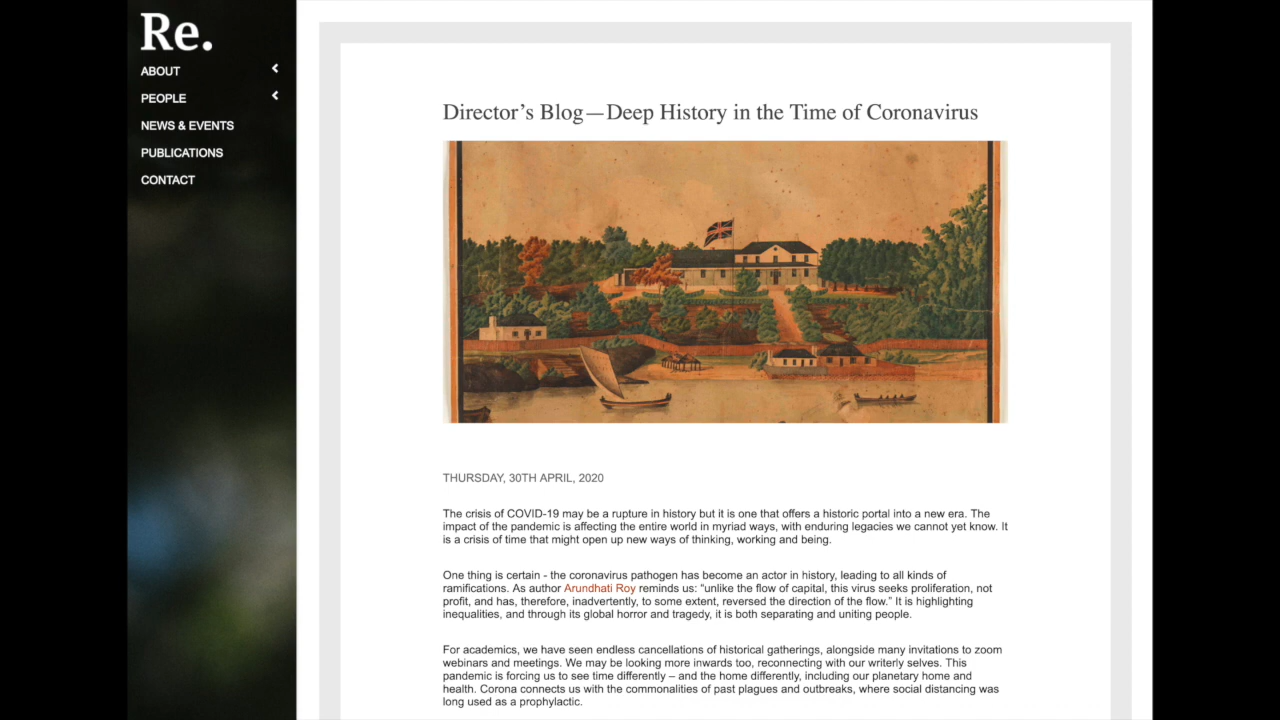 Re.
ABOUT
PEOPLE
NEWS & EVENTS
PUBLICATIONS
CONTACT
Director’s Blog—Deep History in the Time of Coronavirus
THURSDAY, 30TH APRIL, 2020
The crisis of COVID-19 may be a rupture in history but it is one that offers a historic portal into a new era. The
impact of the pandemic is affecting the entire world in myriad ways, with enduring legacies we cannot yet know. It
is a crisis of time that might open up new ways of thinking, working and being.
One thing is certain - the coronavirus pathogen has become an actor in history, leading to all kinds of
ramifications. As author Arundhati Roy reminds us: “unlike the flow of capital, this virus seeks proliferation, not
profit, and has, therefore, inadvertently, to some extent, reversed the direction of the flow.” It is highlighting
inequalities, and through its global horror and tragedy, it is both separating and uniting people.
For academics, we have seen endless cancellations of historical gatherings, alongside many invitations to zoom
webinars and meetings. We may be looking more inwards too, reconnecting with our writerly selves. This
pandemic is forcing us to see time differently – and the home differently, including our planetary home and
health. Corona connects us with the commonalities of past plagues and outbreaks, where social distancing was
long used as a prophylactic.